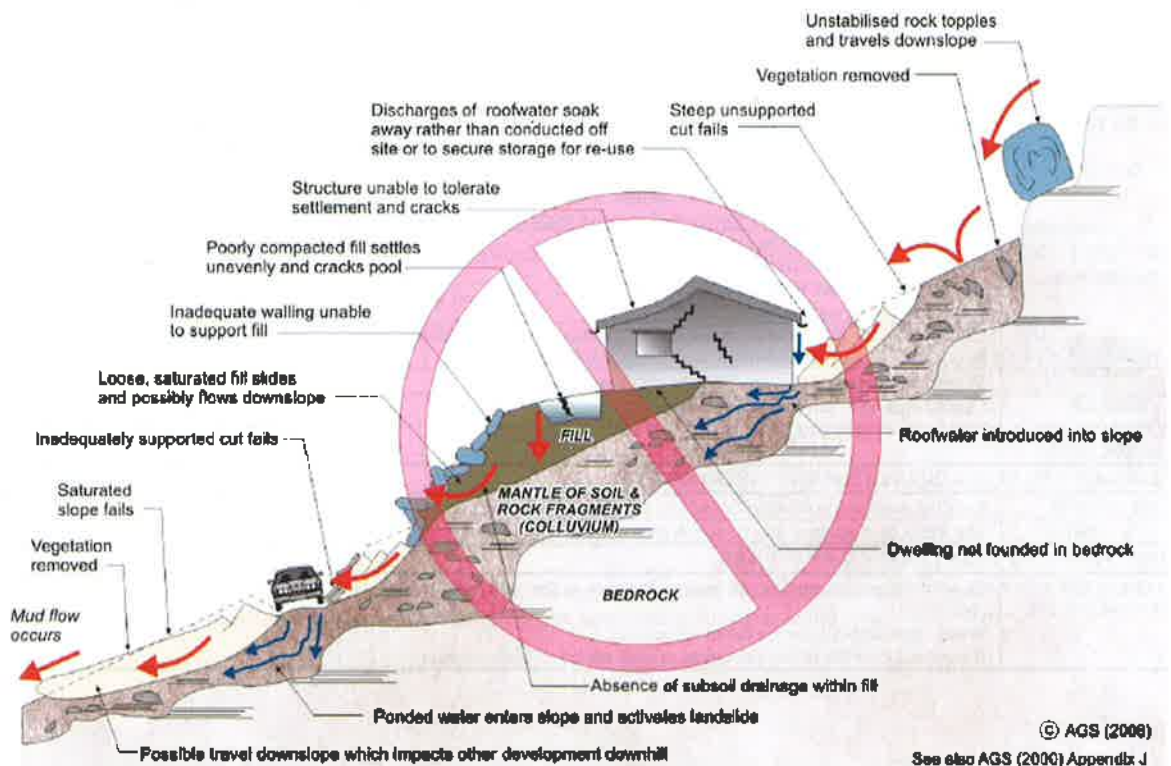 Unstabilised rock topples
and travels downslope
Vegetation removed
Discharges of roofwater soak
away rather than conducted off
site or to secure storage for re-use
Steep unsupported
cut fails
Structure unable to tolerate
settlement and cracks
Poorly compacted fill settles
unevenly and cracks pool
Inadequate walling unable
to support fill
Loose, saturated fill slides
and possibly flows downslope
Inadequately supported cut fails
Roofwater introduced into slope
Saturated
slope fails
Vegetation
removed
Mud flow
occurs
FILL
MANTLE OF SOIL &
ROCK FRAGMENTS
(COLLUVIUM)
Dwelling not founded in bedrock
BEDROCK
Absence of subsoil drainage within fill
Ponded water enters slope and activates landslide
Possible travel downslope which impacts other development downhill
© AGS (2006)
See also AGS (2000) Appendix J